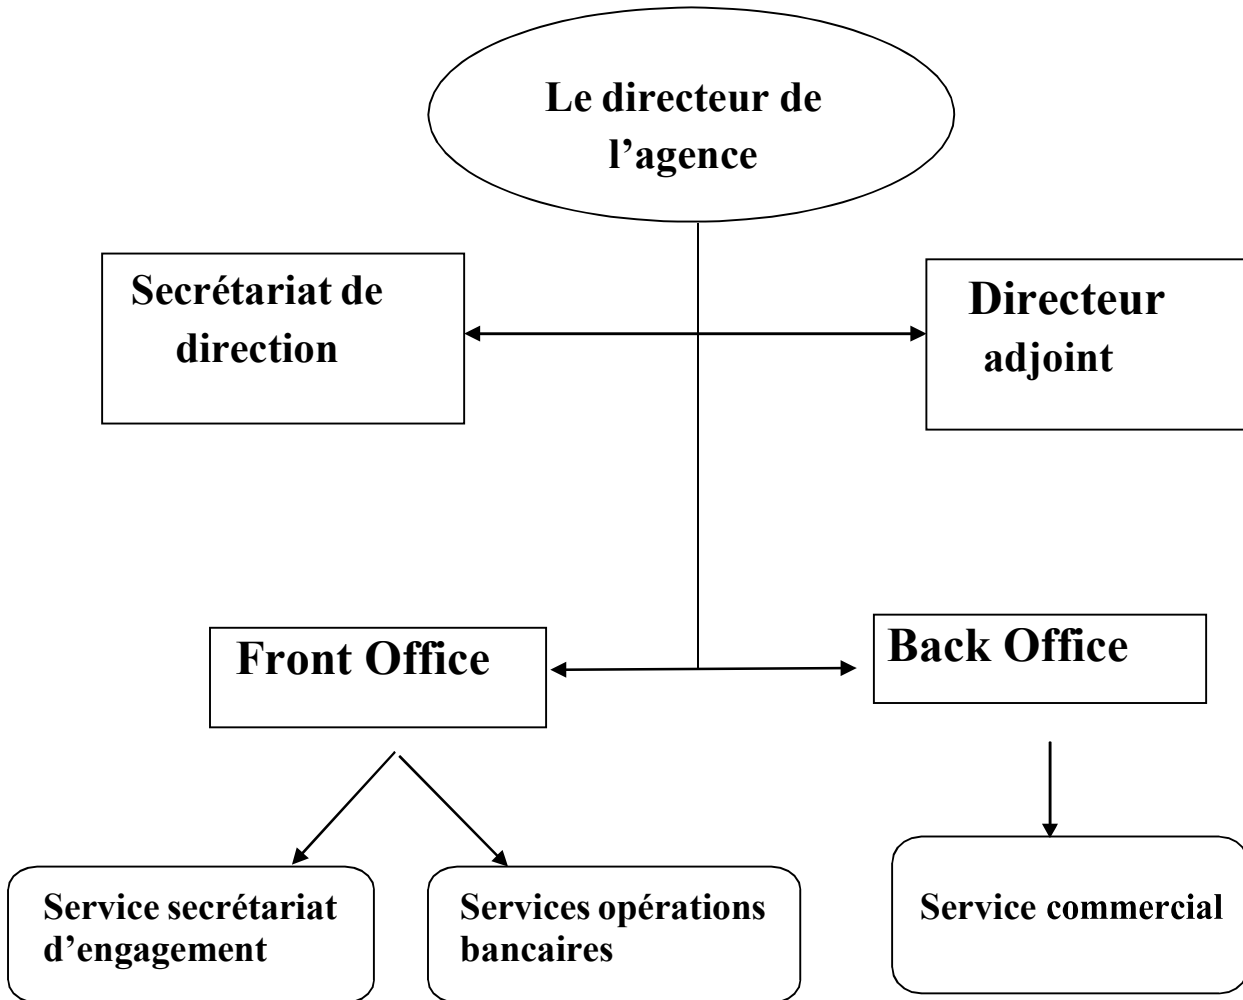 Le directeur de
l’agence
Secrétariat de
direction
Directeur
adjoint
Front Office
Back Office
Service secrétariat
d’engagement
Services opérations
bancaires
Service commercial